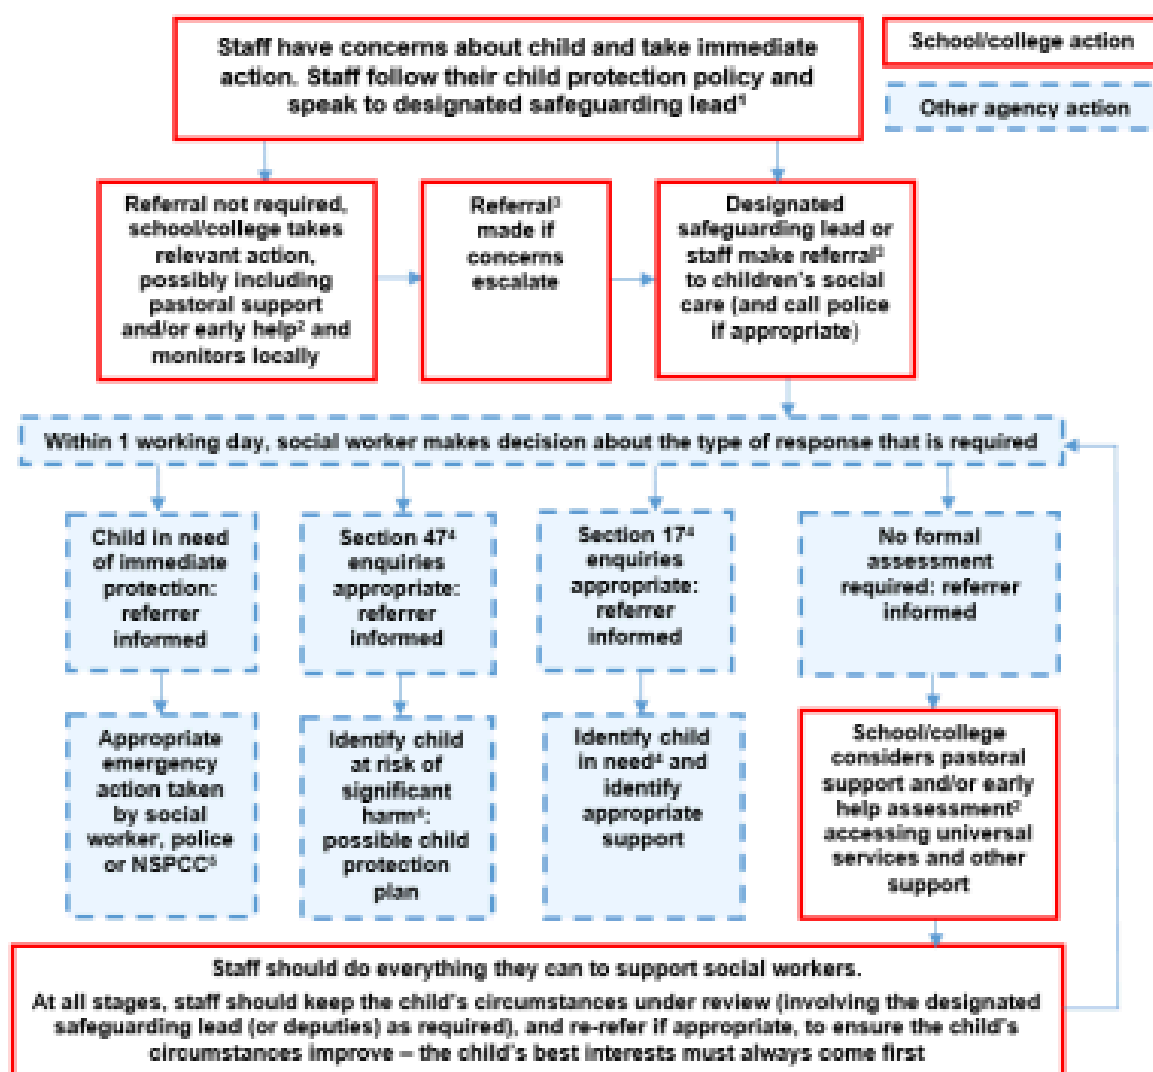 Staff have concerns about child and take immediate
action. Staff follow their child protection policy and
speak to designated safeguarding lead¹
School/college action
Other agency action
Referral not required,
school/college takes
relevant action,
possibly including
pastoral support
and/or early help² and
monitors locally
Referral³
made if
concerns
escalate
Designated
safeguarding lead or
staff make referral³
to children's social
care (and call police
if appropriate)
Within 1 working day, social worker makes decision about the type of response that is required
Child in need
of immediate
protection:
referrer
informed
Section 47⁴
enquiries
appropriate:
referrer
informed
Section 17⁴
enquiries
appropriate:
referrer
informed
No formal
assessment
required: referrer
informed
Appropriate
emergency
action taken
by social
worker, police
or NSPCC⁵
Identify child
at risk of
significant
harm⁴:
possible child
protection
plan
Identify child
in need⁴ and
identify
appropriate
support
School/college
considers pastoral
support and/or early
help assessment²
accessing universal
services and other
support
Staff should do everything they can to support social workers.
At all stages, staff should keep the child's circumstances under review (involving the designated
safeguarding lead (or deputies) as required), and re-refer if appropriate, to ensure the child's
circumstances improve – the child's best interests must always come first